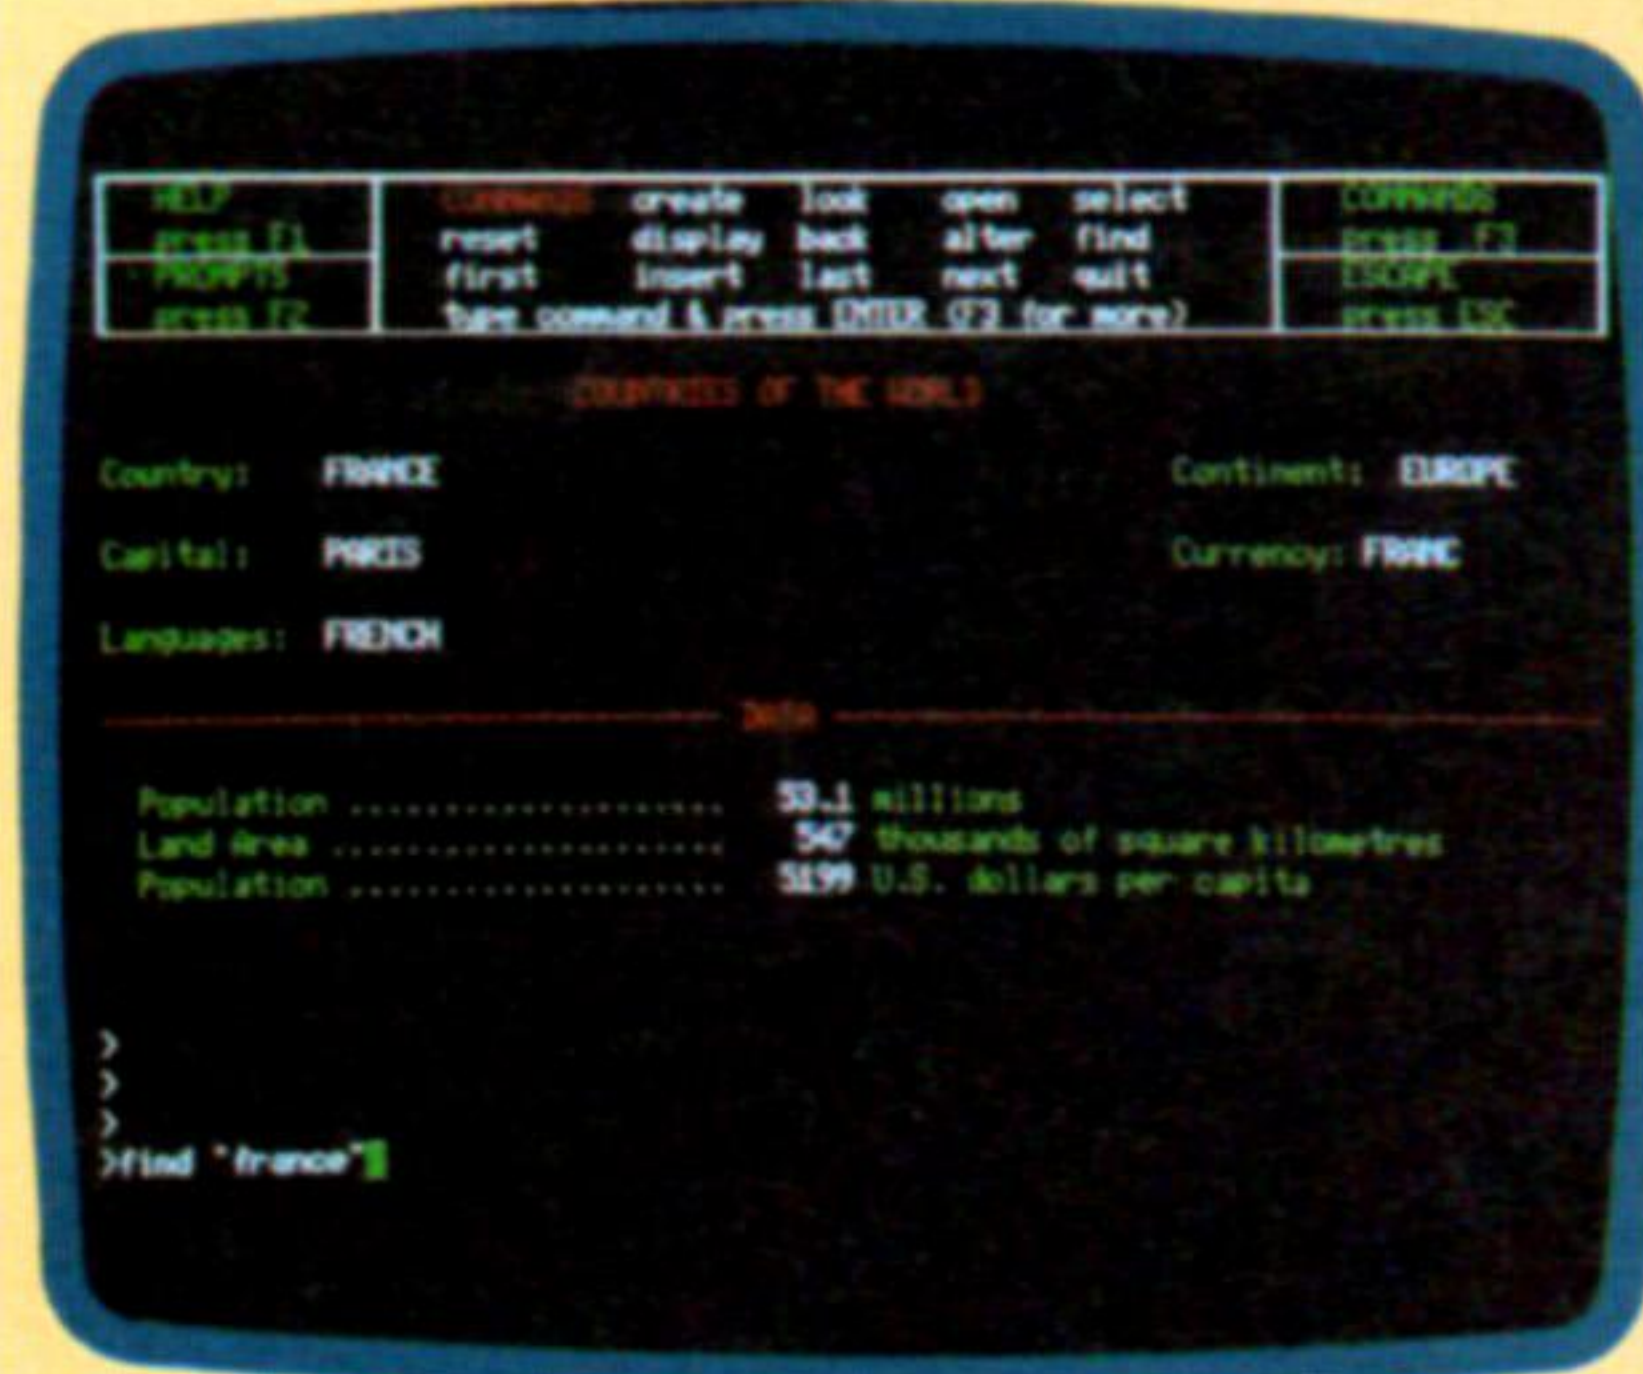 HELP COMMANDS create look open select COMMANDS
press F1 reset display back alter find press F3
PROMPTS first insert last next quit ESCAPE
press F2 type command & press ENTER (F3 for more) press ESC
COUNTRIES OF THE WORLD
Country: FRANCE Continent: EUROPE
Capital: PARIS Currency: FRANC
Languages: FRENCH
DATA
Population .................... 53.1 millions
Land Area ..................... 547 thousands of square kilometres
Population .................... 5199 U.S. dollars per capita
>
>
>
>find "france"